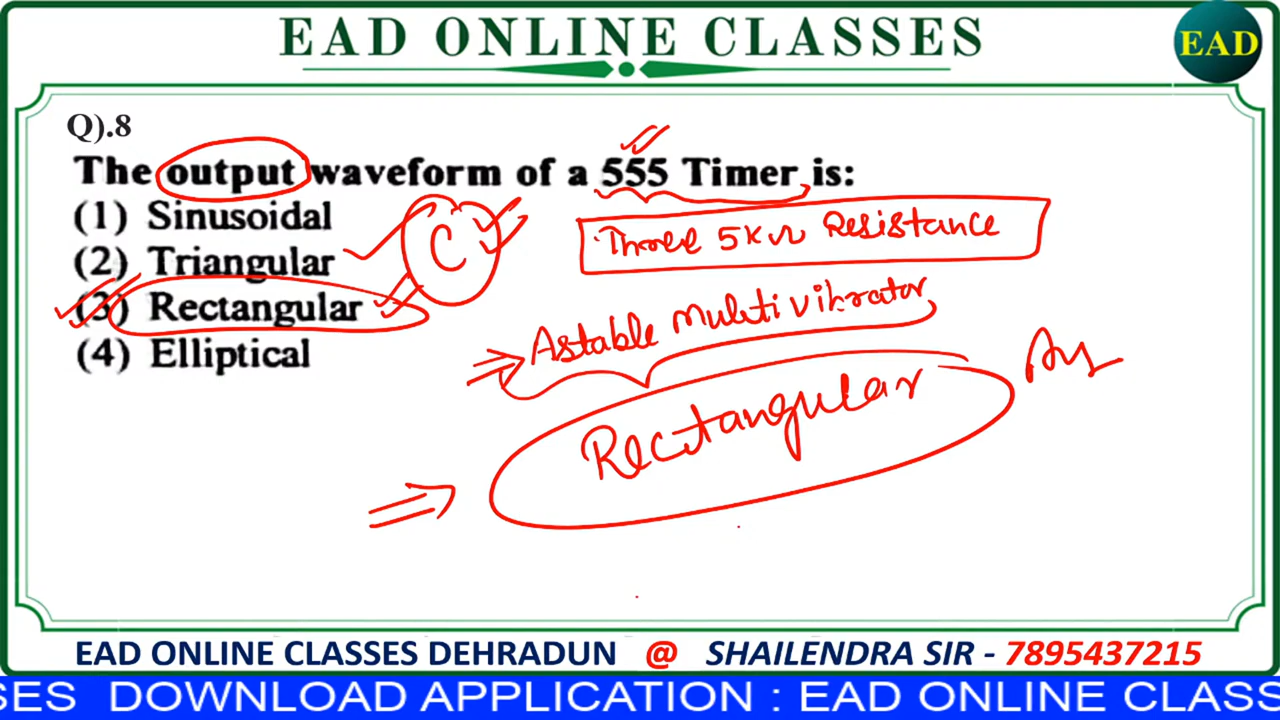 EAD ONLINE CLASSES
EAD
Q).8
The output waveform of a 555 Timer is:
(1) Sinusoidal
(2) Triangular
(3) Rectangular
(4) Elliptical
C
Three 5KΩ Resistance
Astable Multivibrator
Rectangular
Ans
EAD ONLINE CLASSES DEHRADUN @ SHAILENDRA SIR - 7895437215
SES DOWNLOAD APPLICATION : EAD ONLINE CLASS